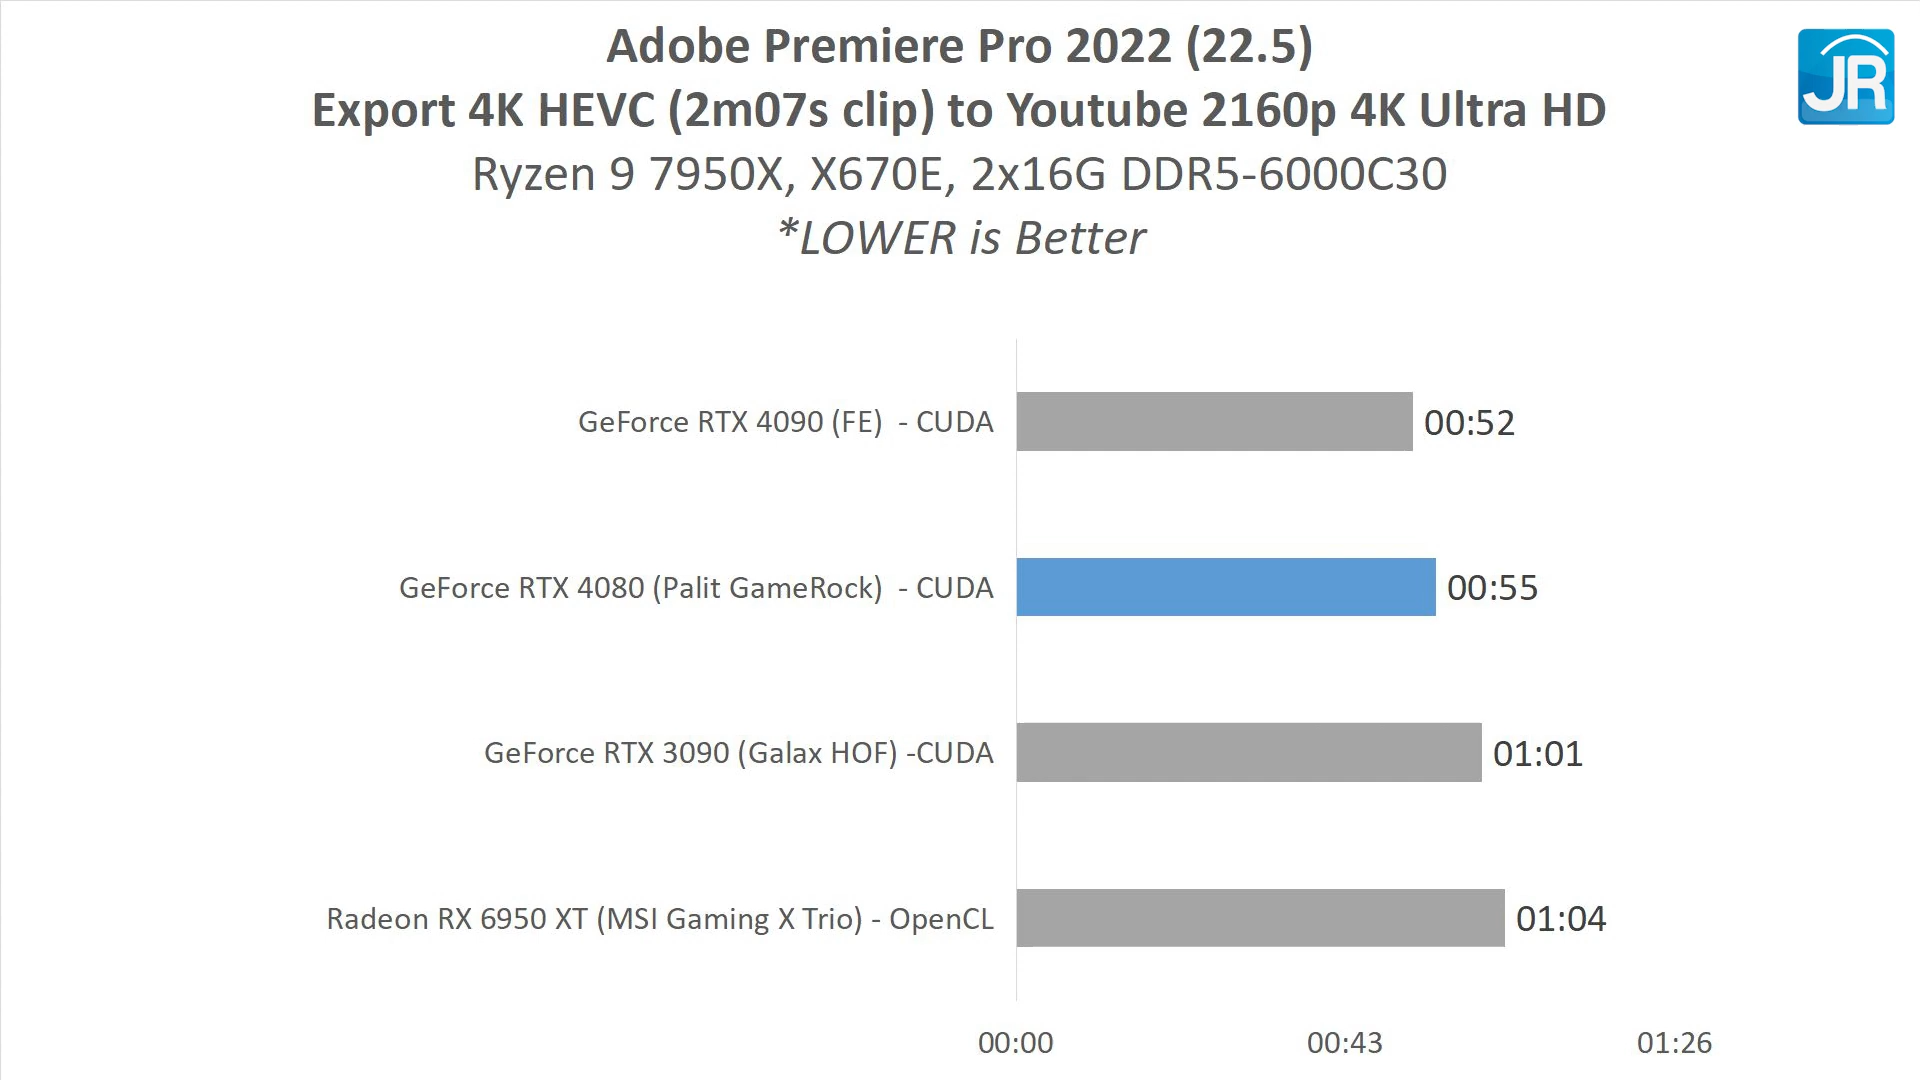 Adobe Premiere Pro 2022 (22.5)
Export 4K HEVC (2m07s clip) to Youtube 2160p 4K Ultra HD
Ryzen 9 7950X, X670E, 2x16G DDR5-6000C30
*LOWER is Better
JR
GeForce RTX 4090 (FE)  - CUDA 00:52
GeForce RTX 4080 (Palit GameRock)  - CUDA 00:55
GeForce RTX 3090 (Galax HOF) -CUDA 01:01
Radeon RX 6950 XT (MSI Gaming X Trio) - OpenCL 01:04
00:00 00:43 01:26